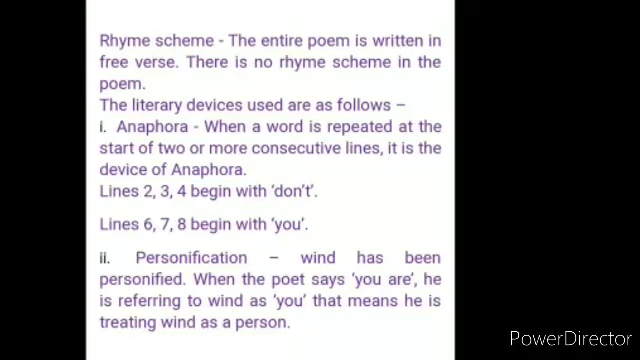 Rhyme scheme - The entire poem is written in
free verse. There is no rhyme scheme in the
poem.
The literary devices used are as follows –
i. Anaphora - When a word is repeated at the
start of two or more consecutive lines, it is the
device of Anaphora.
Lines 2, 3, 4 begin with ‘don’t’.
Lines 6, 7, 8 begin with ‘you’.
ii. Personification – wind has been
personified. When the poet says ‘you are’, he
is referring to wind as ‘you’ that means he is
treating wind as a person.
PowerDirector